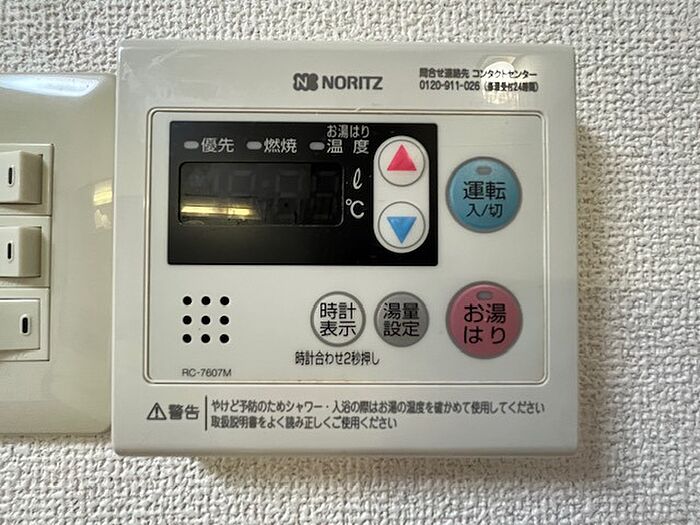 NORITZ
問合せ連絡先 コンタクトセンター
0120-911-026 (修理受付24時間)
優先 燃焼 お湯はり温度
ℓ
℃
運転
入/切
時計
表示
湯量
設定
お湯
はり
時計合わせ2秒押し
RC-7607M
警告
やけど予防のためシャワー・入浴の際はお湯の温度を確かめて使用してください
取扱説明書をよく読み正しくご使用ください